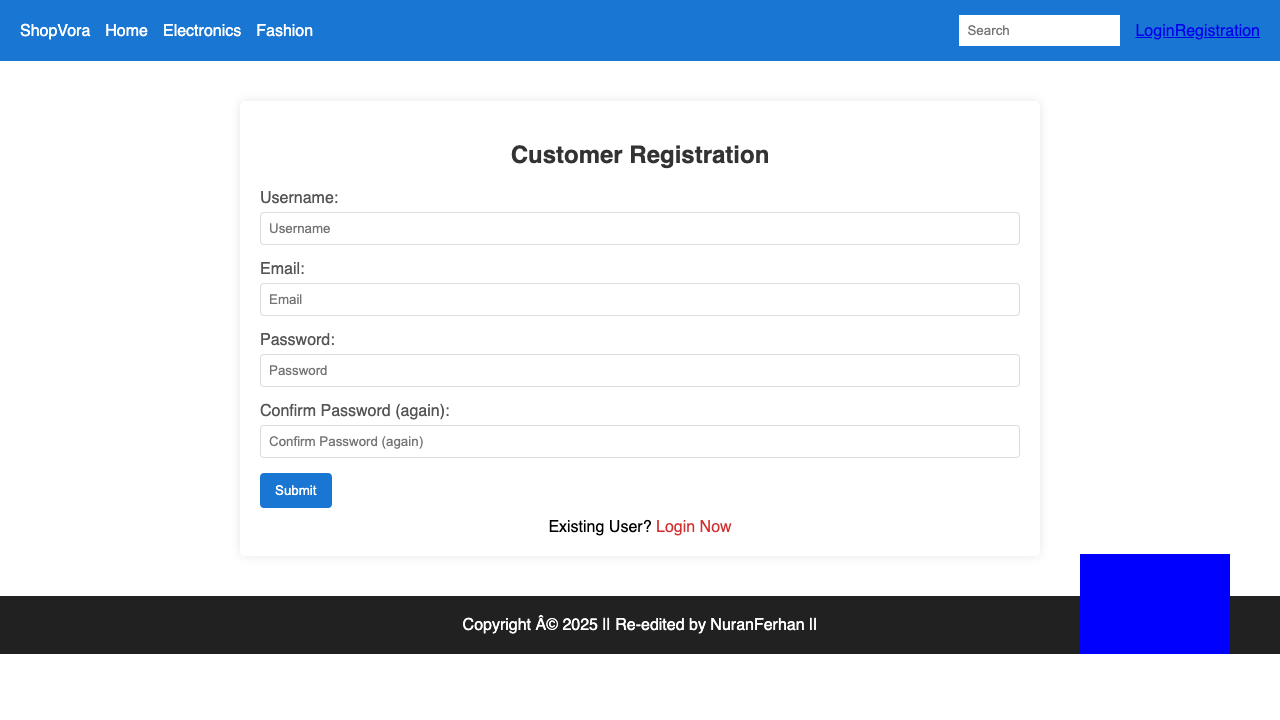 ShopVora Home Electronics Fashion Search LoginRegistration
Customer Registration
Username:
Username
Email:
Email
Password:
Password
Confirm Password (again):
Confirm Password (again)
Submit
Existing User? Login Now
Copyright Â© 2025 || Re-edited by NuranFerhan ||